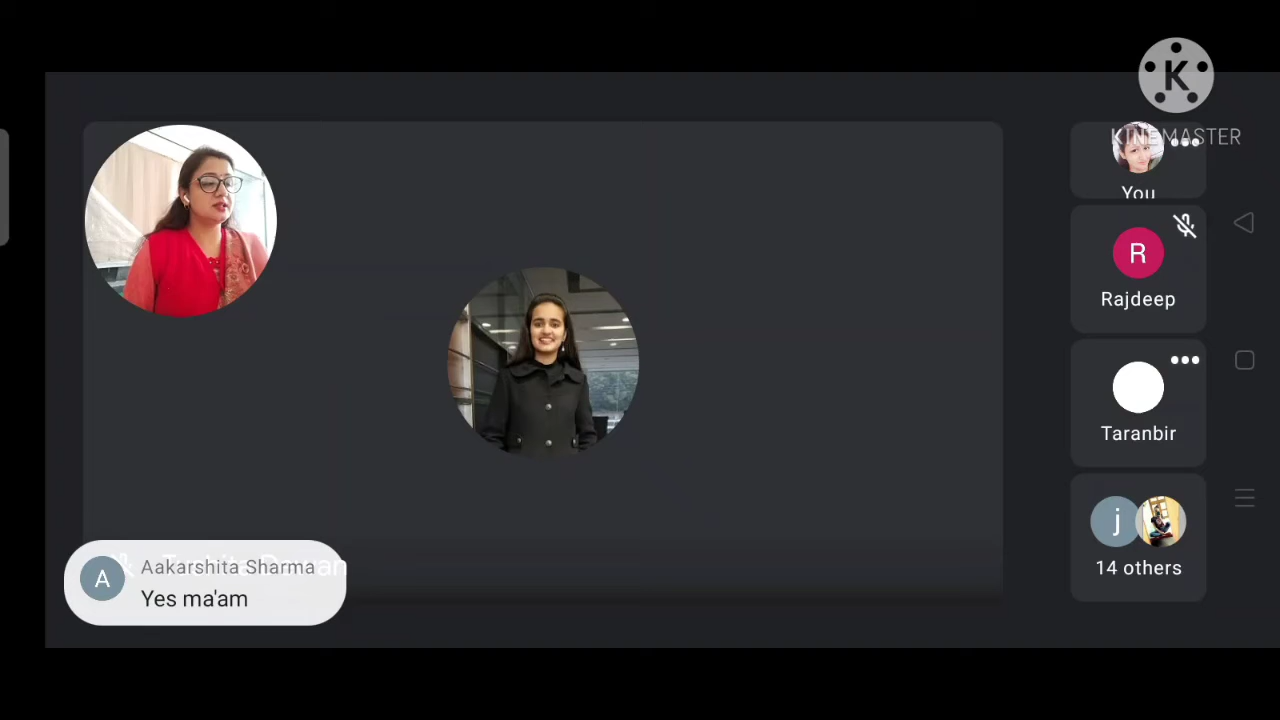 K
KINEMASTER
You
R
Rajdeep
Taranbir
j
14 others
A
Aakarshita Sharma
Yes ma'am